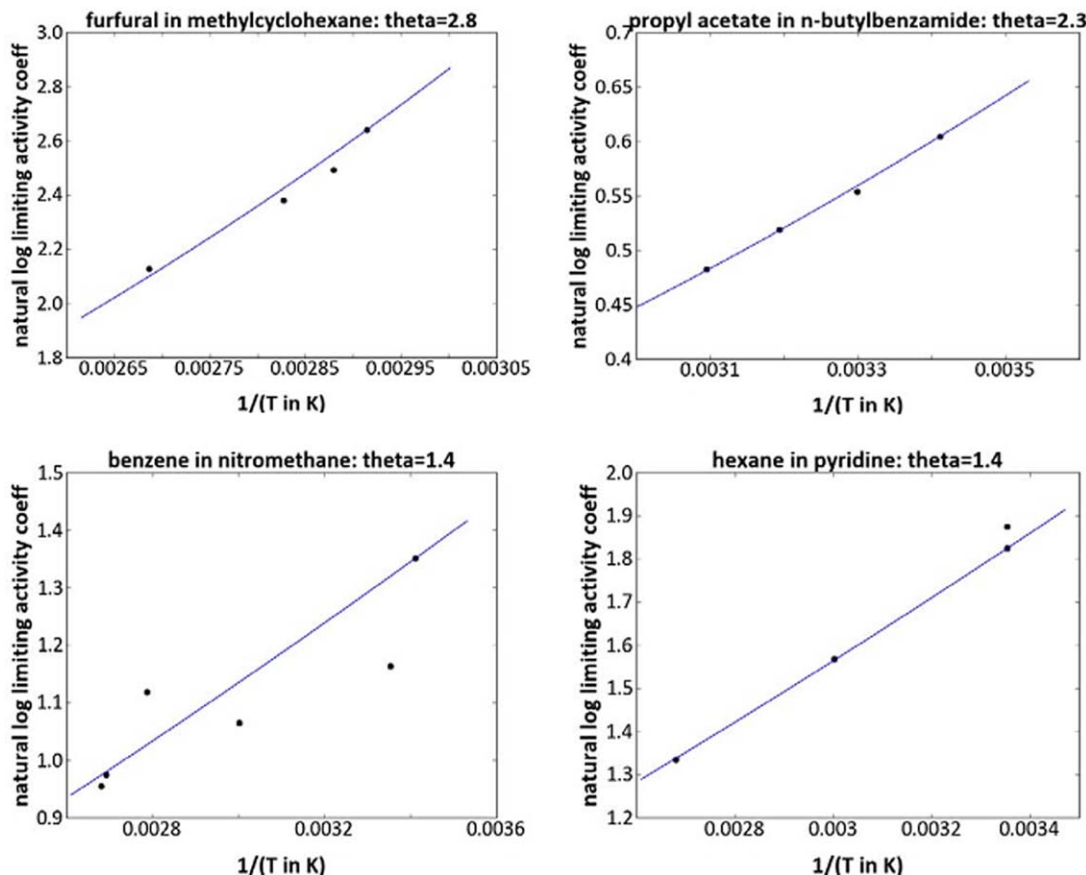 furfural in methylcyclohexane: theta=2.8
natural log limiting activity coeff
3.0
2.8
2.6
2.4
2.2
2.0
1.8
0.00265 0.00275 0.00285 0.00295 0.00305
1/(T in K)
propyl acetate in n-butylbenzamide: theta=2.3
natural log limiting activity coeff
0.7
0.65
0.6
0.55
0.5
0.45
0.4
0.0031 0.0033 0.0035
1/(T in K)
benzene in nitromethane: theta=1.4
natural log limiting activity coeff
1.5
1.4
1.3
1.2
1.1
1.0
0.9
0.0028 0.0032 0.0036
1/(T in K)
hexane in pyridine: theta=1.4
natural log limiting activity coeff
2.0
1.9
1.8
1.7
1.6
1.5
1.4
1.3
1.2
0.0028 0.003 0.0032 0.0034
1/(T in K)